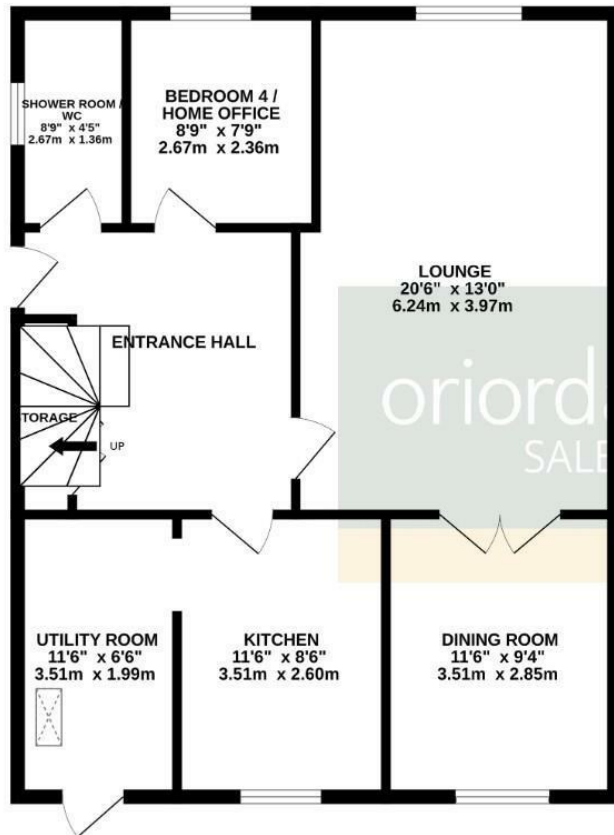 SHOWER ROOM /
WC
8'9" x 4'5"
2.67m x 1.36m
BEDROOM 4 /
HOME OFFICE
8'9" x 7'9"
2.67m x 2.36m
LOUNGE
20'6" x 13'0"
6.24m x 3.97m
ENTRANCE HALL
TORAGE
UP
oriord
SALE
UTILITY ROOM
11'6" x 6'6"
3.51m x 1.99m
KITCHEN
11'6" x 8'6"
3.51m x 2.60m
DINING ROOM
11'6" x 9'4"
3.51m x 2.85m